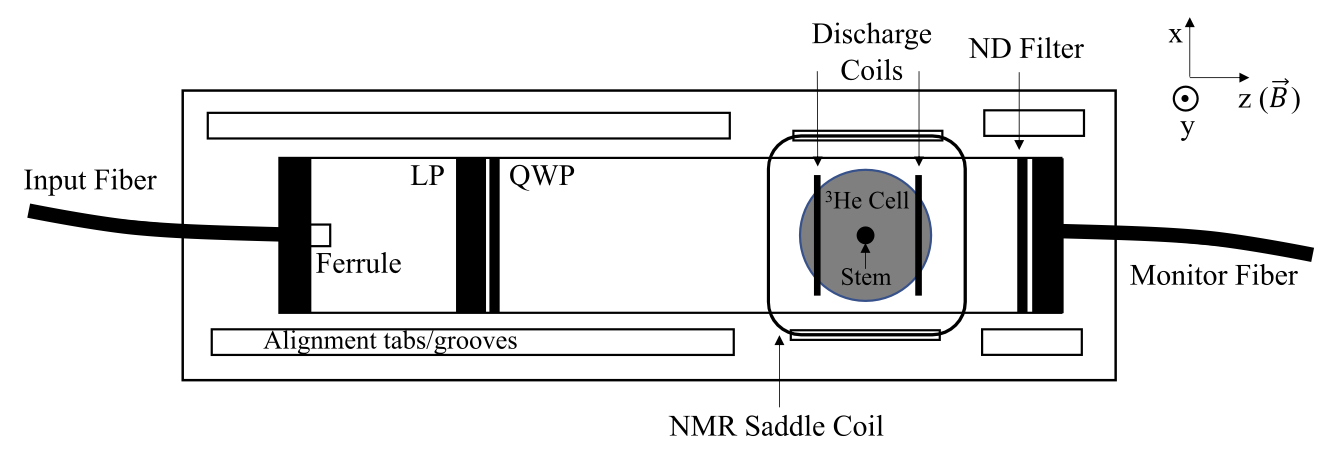 Discharge
Coils
ND Filter
x
z (B⃗)
y
Input Fiber
LP
QWP
³He Cell
Ferrule
Stem
Monitor Fiber
Alignment tabs/grooves
NMR Saddle Coil